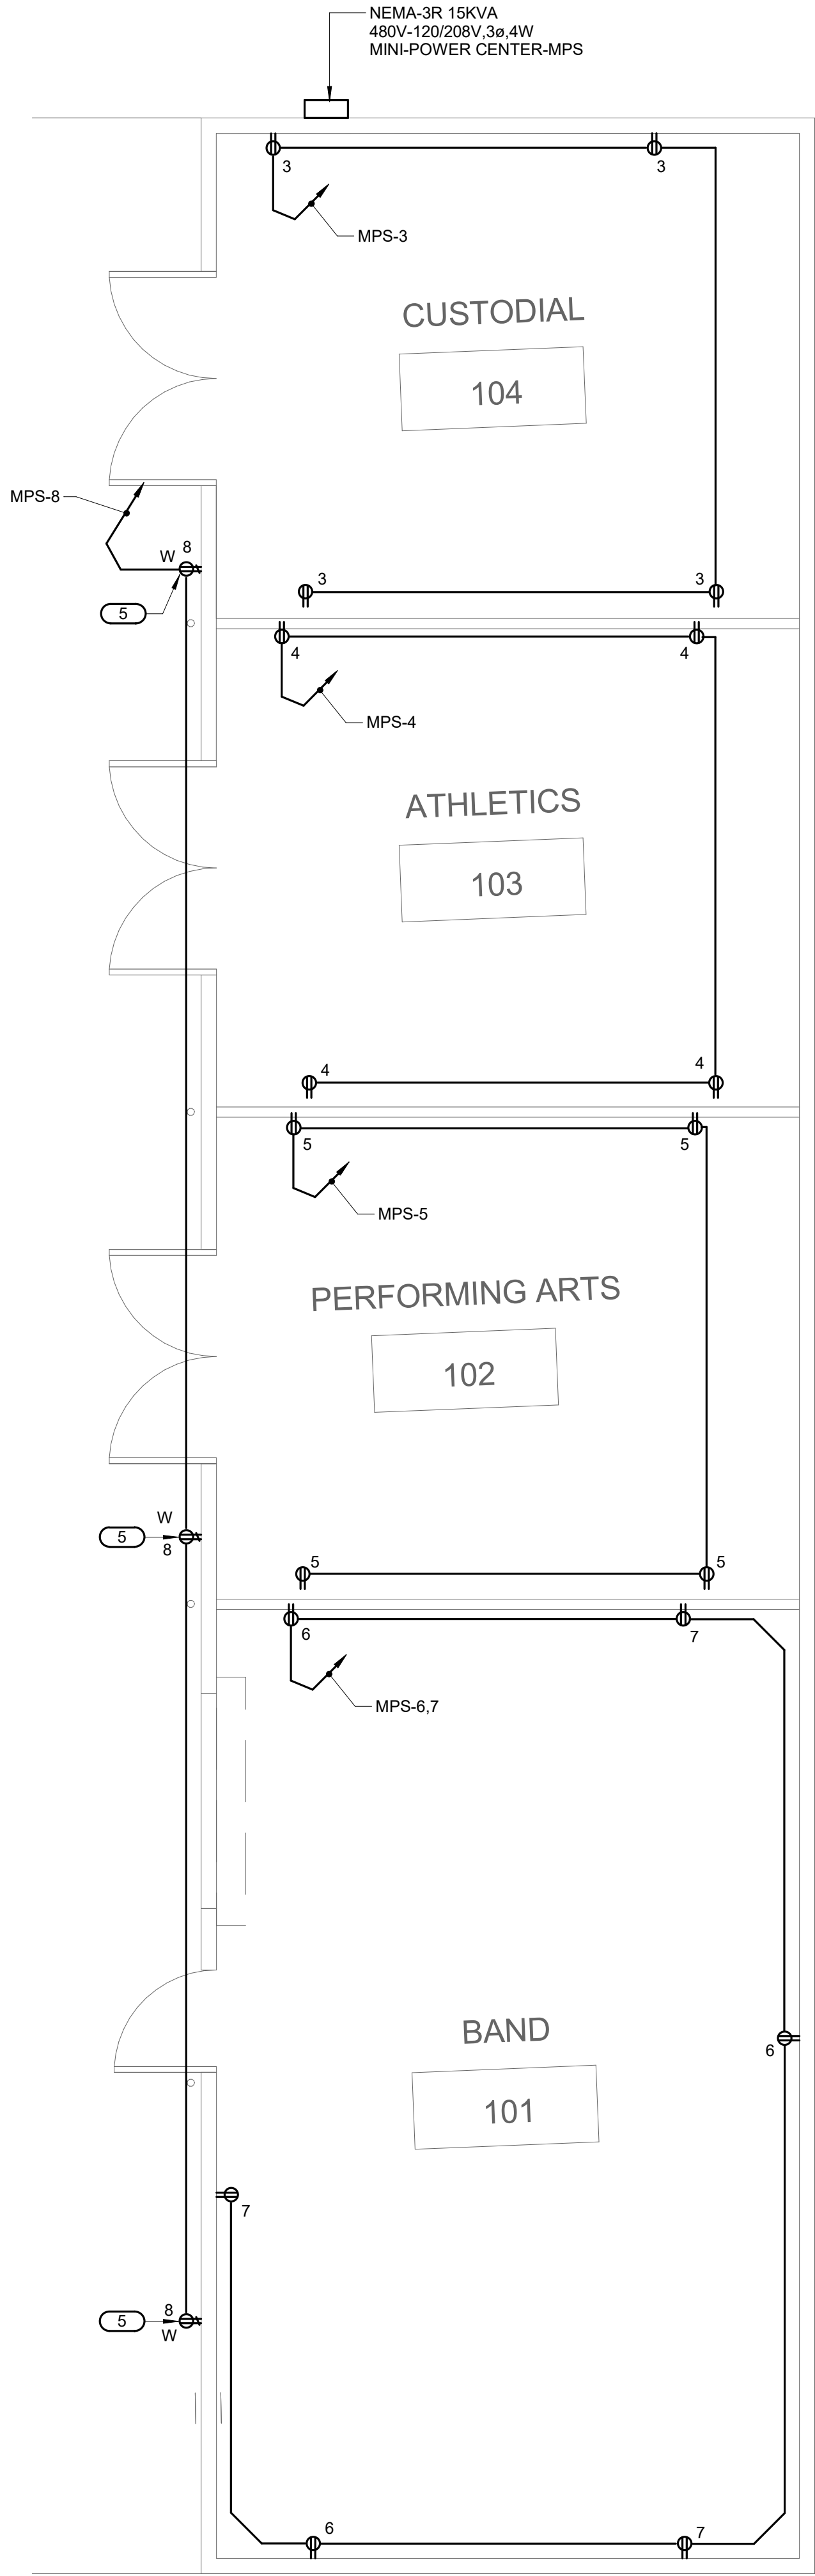 NEMA-3R 15KVA
480V-120/208V,3ø,4W
MINI-POWER CENTER-MPS
3
3
MPS-3
CUSTODIAL
104
MPS-8
8
W
5
3
3
4
4
MPS-4
ATHLETICS
103
4
4
5
5
MPS-5
PERFORMING ARTS
102
W
5
8
5
5
6
7
MPS-6,7
BAND
6
101
7
8
5
W
6
7